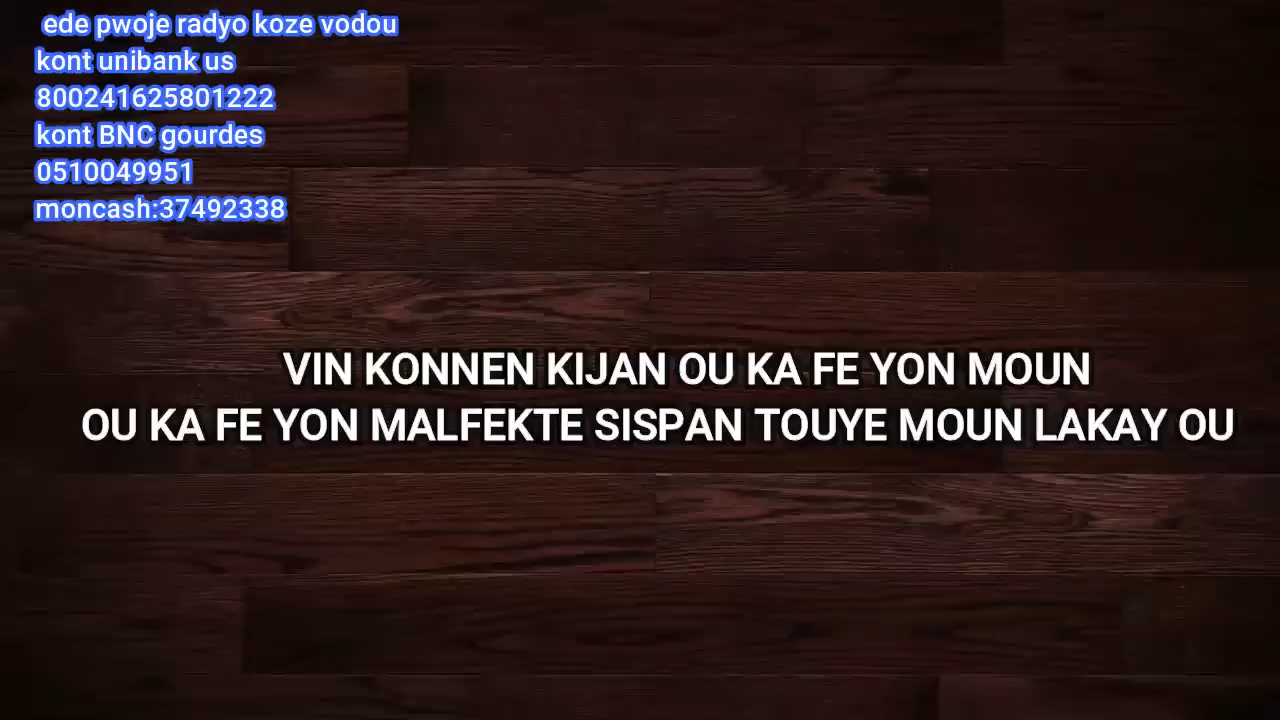 ede pwoje radyo koze vodou
kont unibank us
800241625801222
kont BNC gourdes
0510049951
moncash:37492338
VIN KONNEN KIJAN OU KA FE YON MOUN
OU KA FE YON MALFEKTE SISPAN TOUYE MOUN LAKAY OU